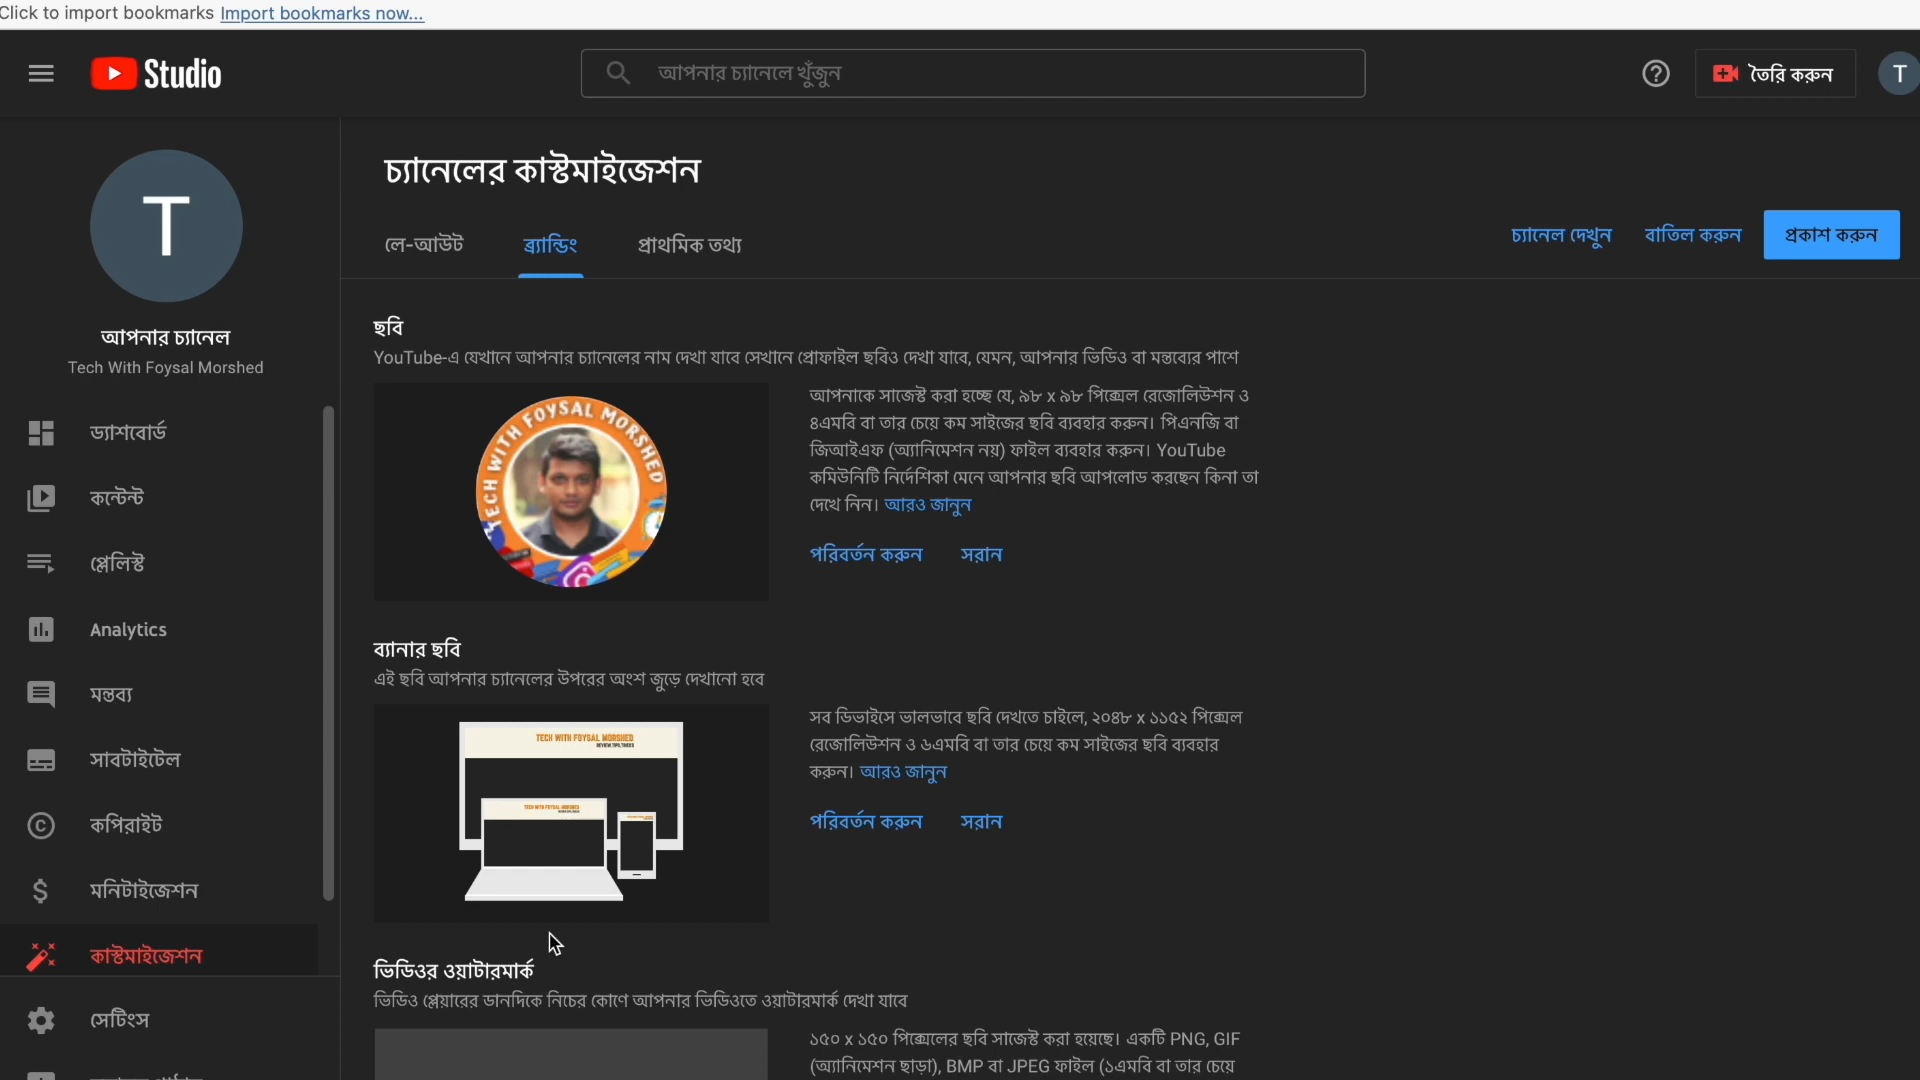 Click to import bookmarks Import bookmarks now...
Studio
আপনার চ্যানেলে খুঁজুন
তৈরি করুন
T
T
আপনার চ্যানেল
Tech With Foysal Morshed
ড্যাশবোর্ড
কন্টেন্ট
প্লেলিস্ট
Analytics
মন্তব্য
সাবটাইটেল
কপিরাইট
মনিটাইজেশন
কাস্টমাইজেশন
সেটিংস
চ্যানেলের কাস্টমাইজেশন
লে-আউট
ব্র্যান্ডিং
প্রাথমিক তথ্য
চ্যানেল দেখুন
বাতিল করুন
প্রকাশ করুন
ছবি
YouTube-এ যেখানে আপনার চ্যানেলের নাম দেখা যাবে সেখানে প্রোফাইল ছবিও দেখা যাবে, যেমন, আপনার ভিডিও বা মন্তব্যের পাশে
TECH WITH FOYSAL MORSHED
আপনাকে সাজেস্ট করা হচ্ছে যে, ৯৮ x ৯৮ পিক্সেল রেজোলিউশন ও
৪এমবি বা তার চেয়ে কম সাইজের ছবি ব্যবহার করুন। পিএনজি বা
জিআইএফ (অ্যানিমেশন নয়) ফাইল ব্যবহার করুন। YouTube
কমিউনিটি নির্দেশিকা মেনে আপনার ছবি আপলোড করছেন কিনা তা
দেখে নিন। আরও জানুন
পরিবর্তন করুন
সরান
ব্যানার ছবি
এই ছবি আপনার চ্যানেলের উপরের অংশ জুড়ে দেখানো হবে
TECH WITH FOYSAL MORSHED
REVIEW,TIPS,TRICKS
TECH WITH FOYSAL MORSHED
সব ডিভাইসে ভালভাবে ছবি দেখতে চাইলে, ২০৪৮ x ১১৫২ পিক্সেল
রেজোলিউশন ও ৬এমবি বা তার চেয়ে কম সাইজের ছবি ব্যবহার
করুন। আরও জানুন
পরিবর্তন করুন
সরান
ভিডিওর ওয়াটারমার্ক
ভিডিও প্লেয়ারের ডানদিকে নিচের কোণে আপনার ভিডিওতে ওয়াটারমার্ক দেখা যাবে
১৫০ x ১৫০ পিক্সেলের ছবি সাজেস্ট করা হয়েছে। একটি PNG, GIF
(অ্যানিমেশন ছাড়া), BMP বা JPEG ফাইল (১এমবি বা তার চেয়ে